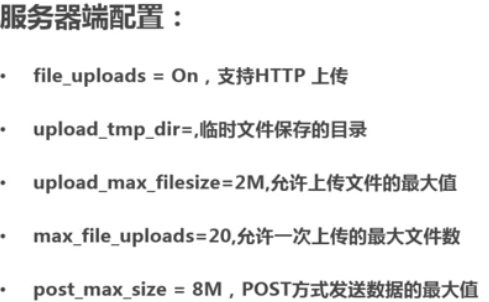 服务器端配置：
• file_uploads = On，支持HTTP 上传
• upload_tmp_dir=,临时文件保存的目录
• upload_max_filesize=2M,允许上传文件的最大值
• max_file_uploads=20,允许一次上传的最大文件数
• post_max_size = 8M，POST方式发送数据的最大值